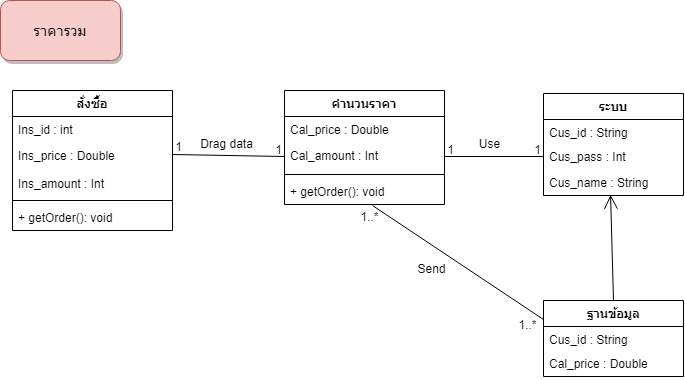 ราคารวม
สั่งซื้อ
Ins_id : int
Ins_price : Double
Ins_amount : Int
+ getOrder(): void
1
Drag data
1
คำนวนราคา
Cal_price : Double
Cal_amount : Int
+ getOrder(): void
1
Use
1
ระบบ
Cus_id : String
Cus_pass : Int
Cus_name : String
1..*
Send
1..*
ฐานข้อมูล
Cus_id : String
Cal_price : Double